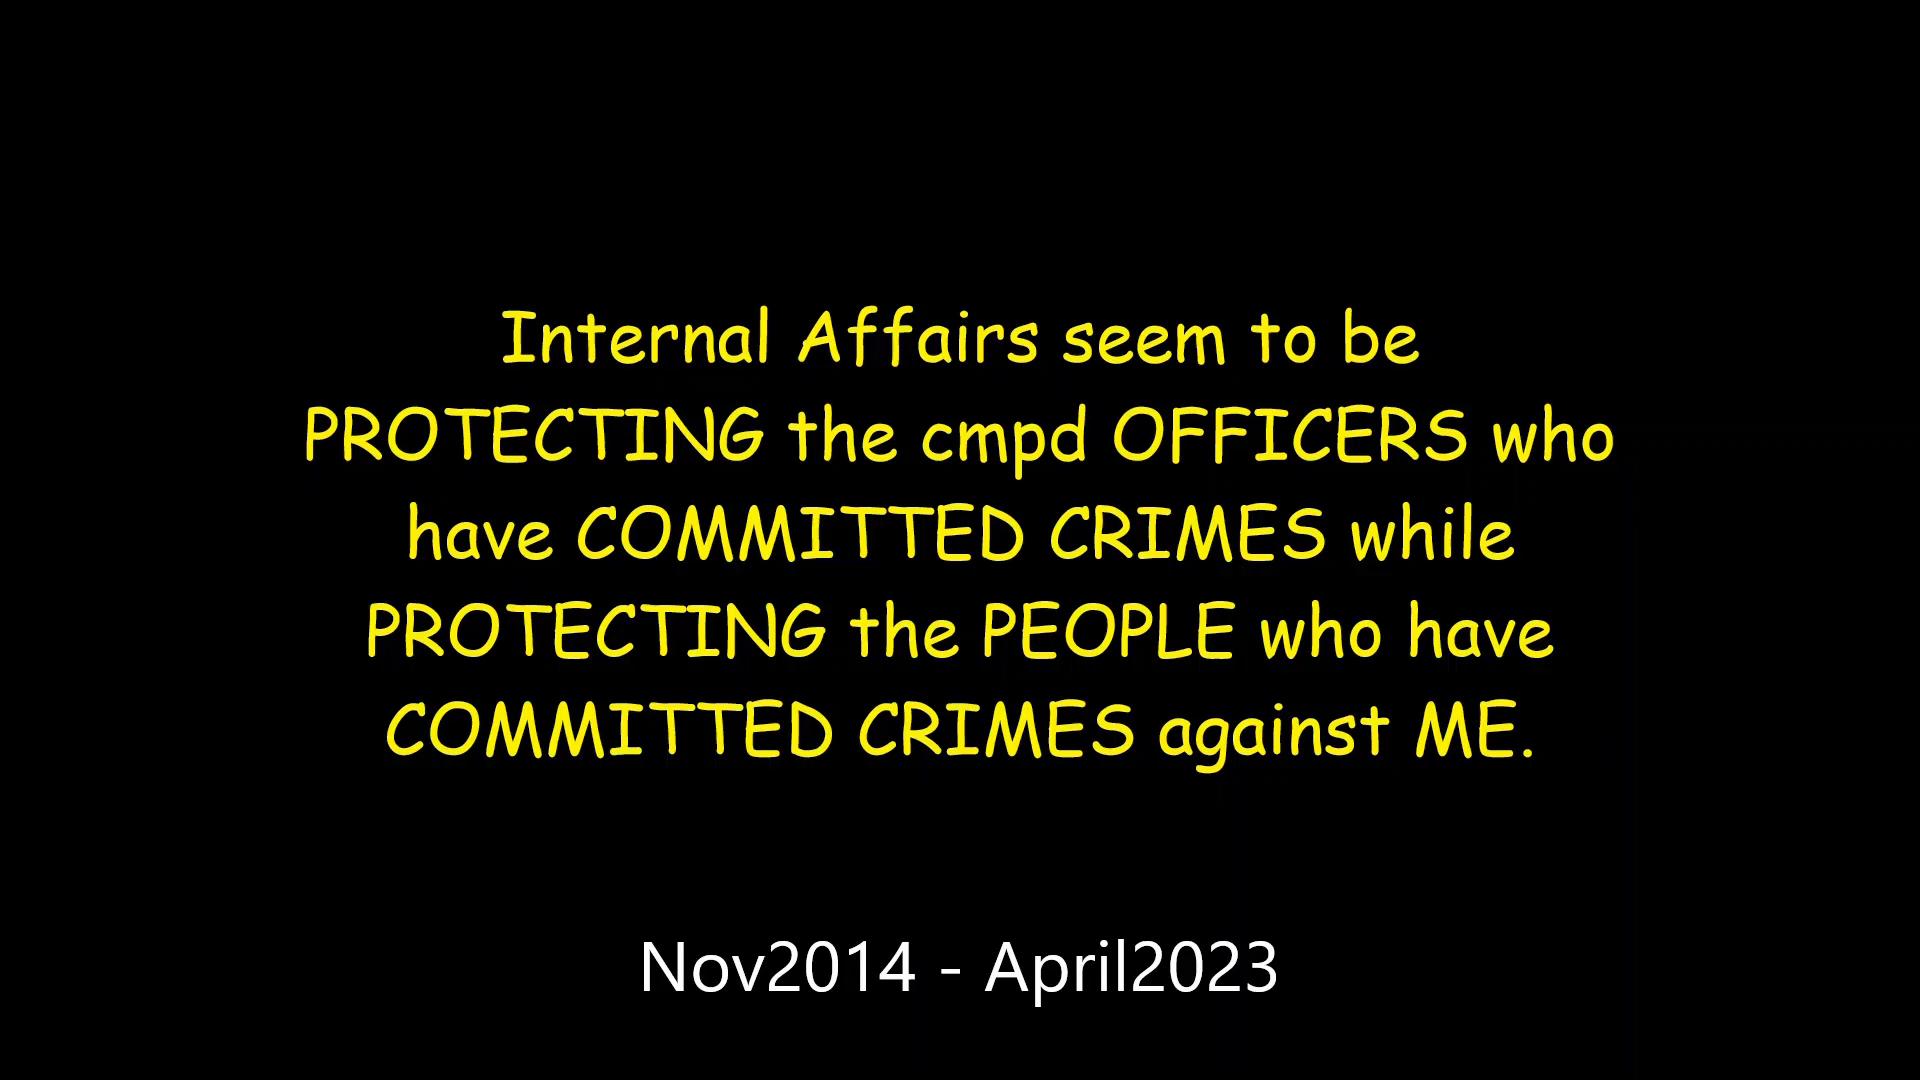 Internal Affairs seem to be
PROTECTING the cmpd OFFICERS who
have COMMITTED CRIMES while
PROTECTING the PEOPLE who have
COMMITTED CRIMES against ME.
Nov2014 - April2023